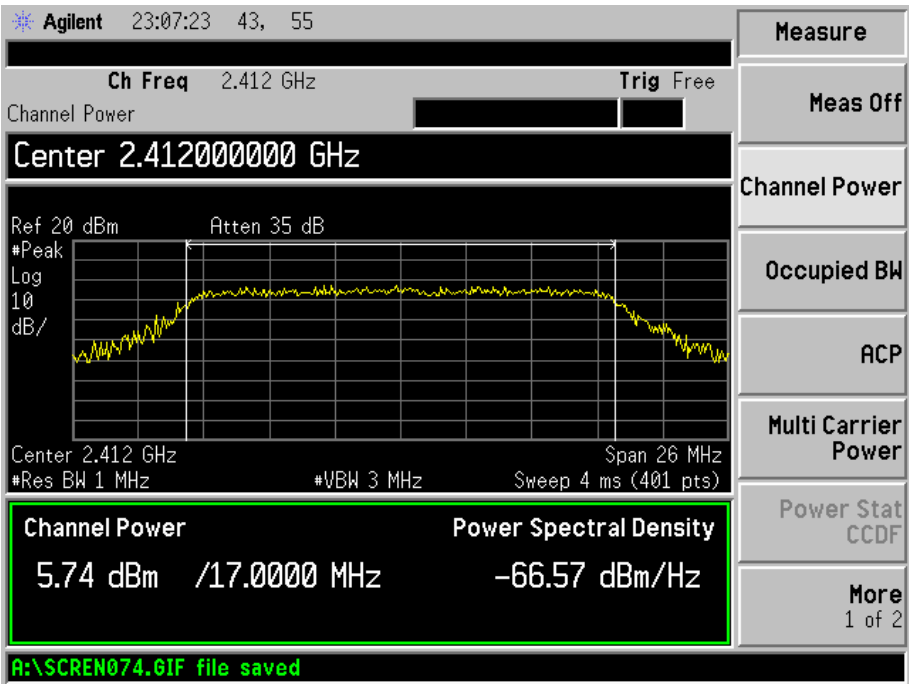 Agilent 23:07:23 43, 55
Measure
Ch Freq 2.412 GHz Trig Free
Channel Power
Meas Off
Center 2.412000000 GHz
Channel Power
Ref 20 dBm Atten 35 dB
#Peak
Log
10
dB/
Occupied BW
ACP
Multi Carrier
Power
Center 2.412 GHz Span 26 MHz
#Res BW 1 MHz #VBW 3 MHz Sweep 4 ms (401 pts)
Power Stat
CCDF
Channel Power Power Spectral Density
5.74 dBm /17.0000 MHz -66.57 dBm/Hz
More
1 of 2
A:\SCREN074.GIF file saved